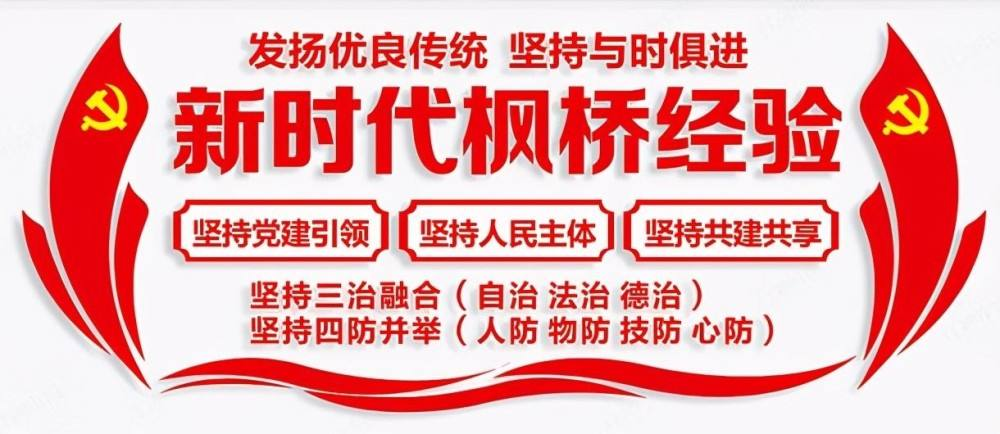 发扬优良传统 坚持与时俱进
新时代枫桥经验
坚持党建引领 坚持人民主体 坚持共建共享
坚持三治融合（自治 法治 德治）
坚持四防并举（人防 物防 技防 心防）